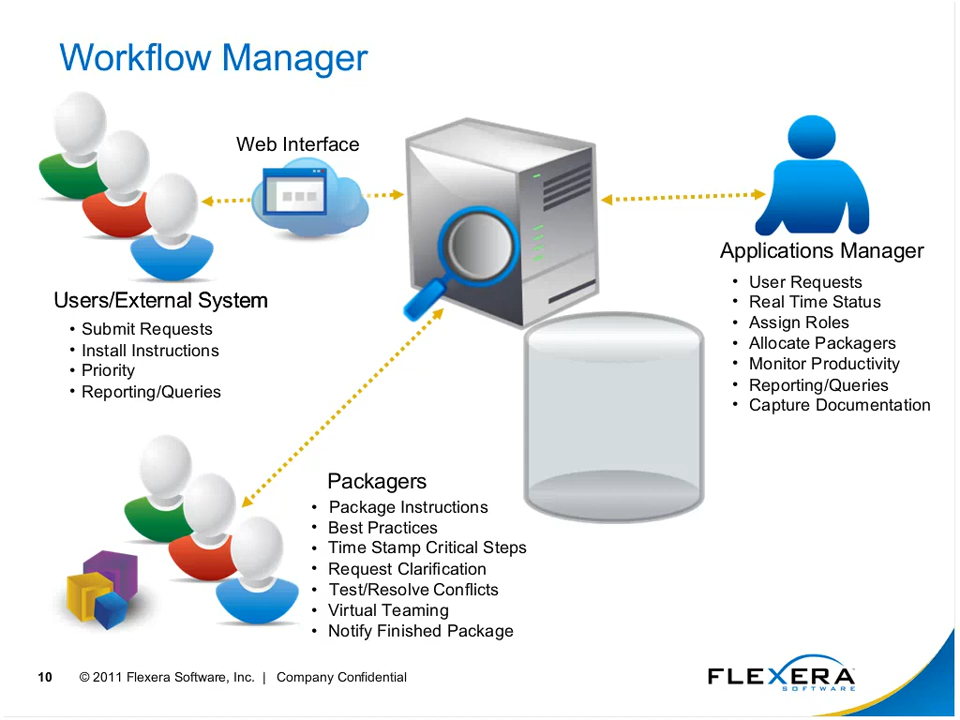 Workflow Manager
Web Interface
Users/External System
• Submit Requests
• Install Instructions
• Priority
• Reporting/Queries
Applications Manager
• User Requests
• Real Time Status
• Assign Roles
• Allocate Packagers
• Monitor Productivity
• Reporting/Queries
• Capture Documentation
Packagers
• Package Instructions
• Best Practices
• Time Stamp Critical Steps
• Request Clarification
• Test/Resolve Conflicts
• Virtual Teaming
• Notify Finished Package
10 © 2011 Flexera Software, Inc. | Company Confidential
FLEXERA
SOFTWARE